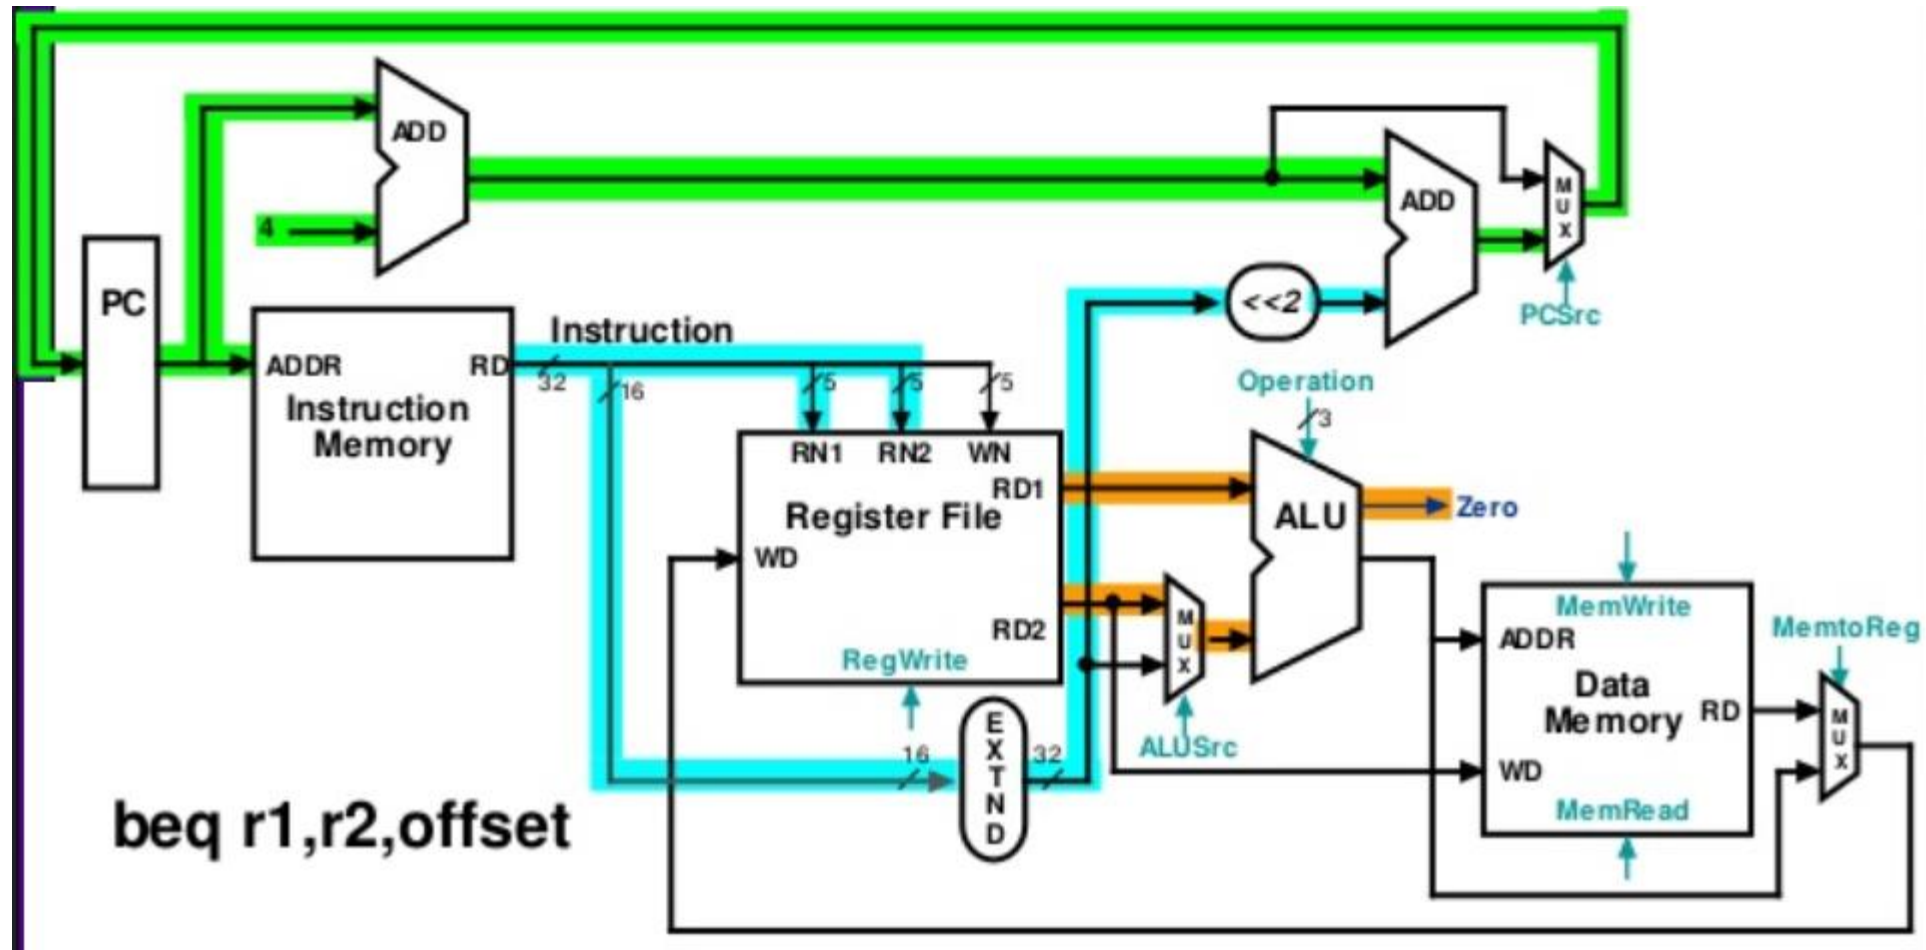 ADD
4
PC
ADDR
RD
Instruction
Memory
Instruction
32
16
5
5
5
RN1 RN2 WN
RD1
Register File
WD
RD2
RegWrite
16
E
X
T
N
D
32
<<2
ADD
M
U
X
PCSrc
Operation
3
ALU
Zero
M
U
X
ALUSrc
MemWrite
ADDR
Data
Memory
RD
WD
MemRead
MemtoReg
M
U
X
beq r1,r2,offset